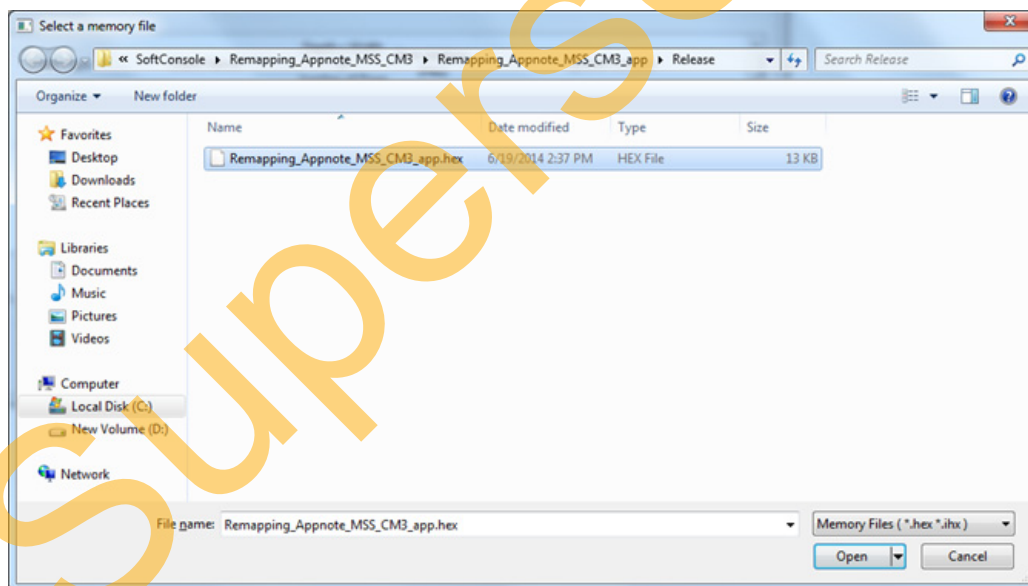 Select a memory file
« SoftConsole ▸ Remapping_Appnote_MSS_CM3 ▸ Remapping_Appnote_MSS_CM3_app ▸ Release
Search Release
Organize
New folder
Name Date modified Type Size
Remapping_Appnote_MSS_CM3_app.hex 6/19/2014 2:37 PM HEX File 13 KB
Favorites
Desktop
Downloads
Recent Places
Libraries
Documents
Music
Pictures
Videos
Computer
Local Disk (C:)
New Volume (D:)
Network
File name: Remapping_Appnote_MSS_CM3_app.hex
Memory Files ( *.hex *.ihx )
Open Cancel
Supers